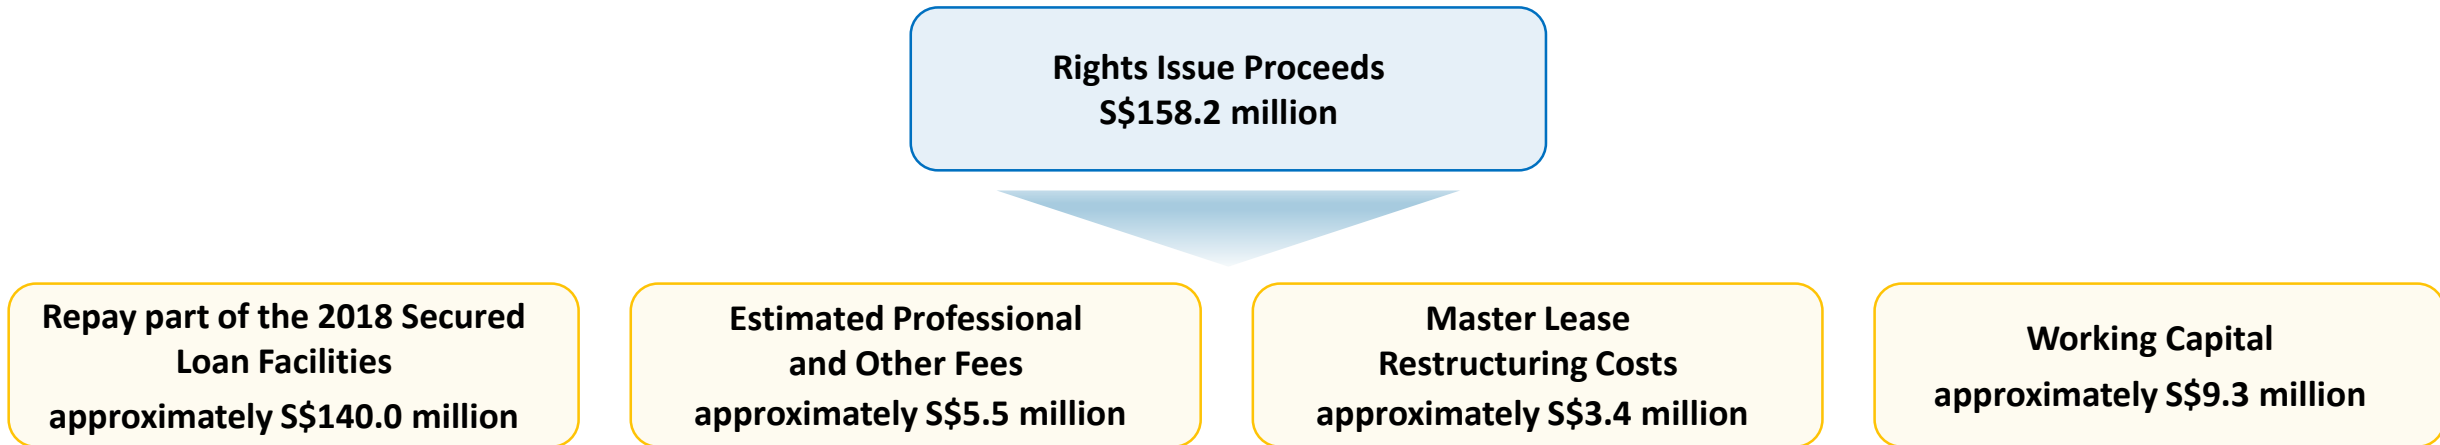 Rights Issue Proceeds
S$158.2 million
Repay part of the 2018 Secured
Loan Facilities
approximately S$140.0 million
Estimated Professional
and Other Fees
approximately S$5.5 million
Master Lease
Restructuring Costs
approximately S$3.4 million
Working Capital
approximately S$9.3 million